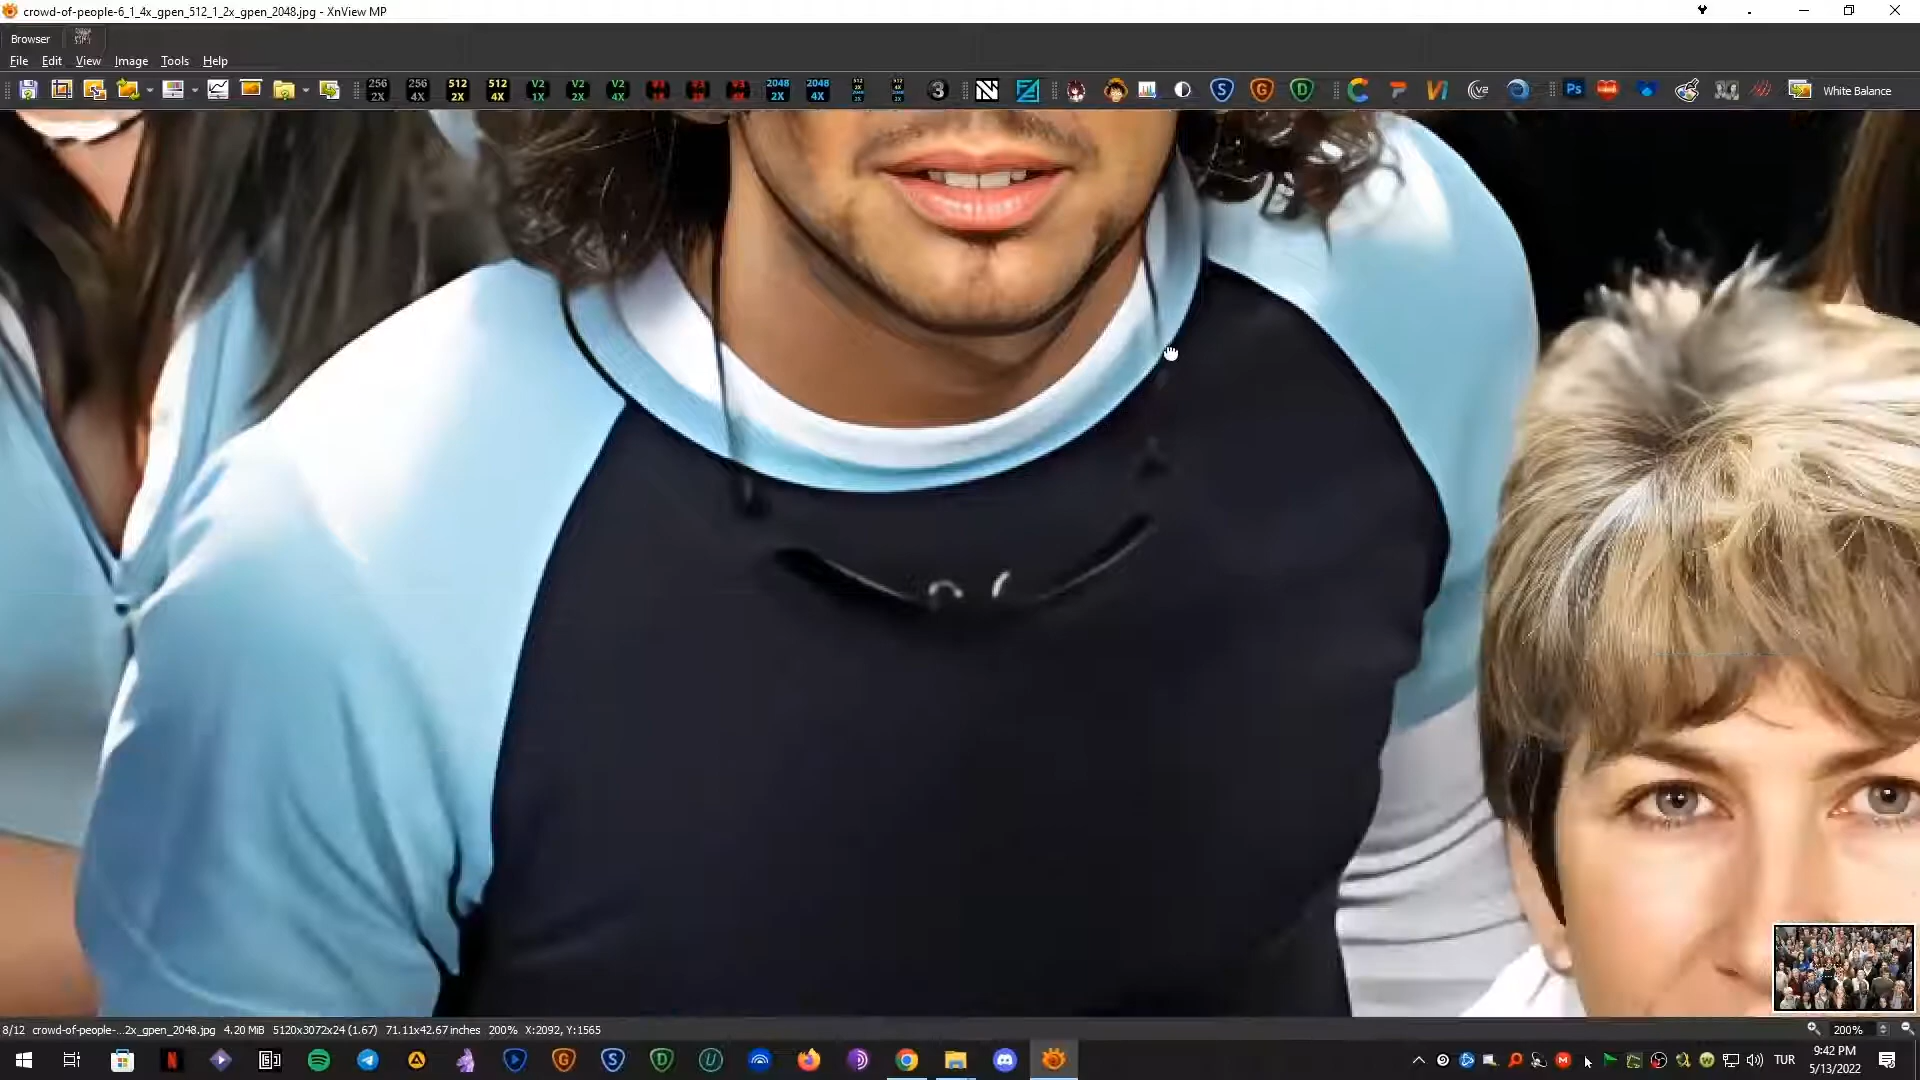 crowd-of-people-6_1_4x_gpen_512_1_2x_gpen_2048.jpg - XnView MP
Browser
File Edit View Image Tools Help
256 2X 256 4X 512 2X 512 4X V2 1X V2 2X V2 4X 2048 2X 2048 4X 3 S G D V2 Ps White Balance
8/12 crowd-of-people-...2x_gpen_2048.jpg 4.20 MiB 5120x3072x24 (1.67) 71.11x42.67 inches 200% X:2092, Y:1565 200%
TUR 9:42 PM
5/13/2022